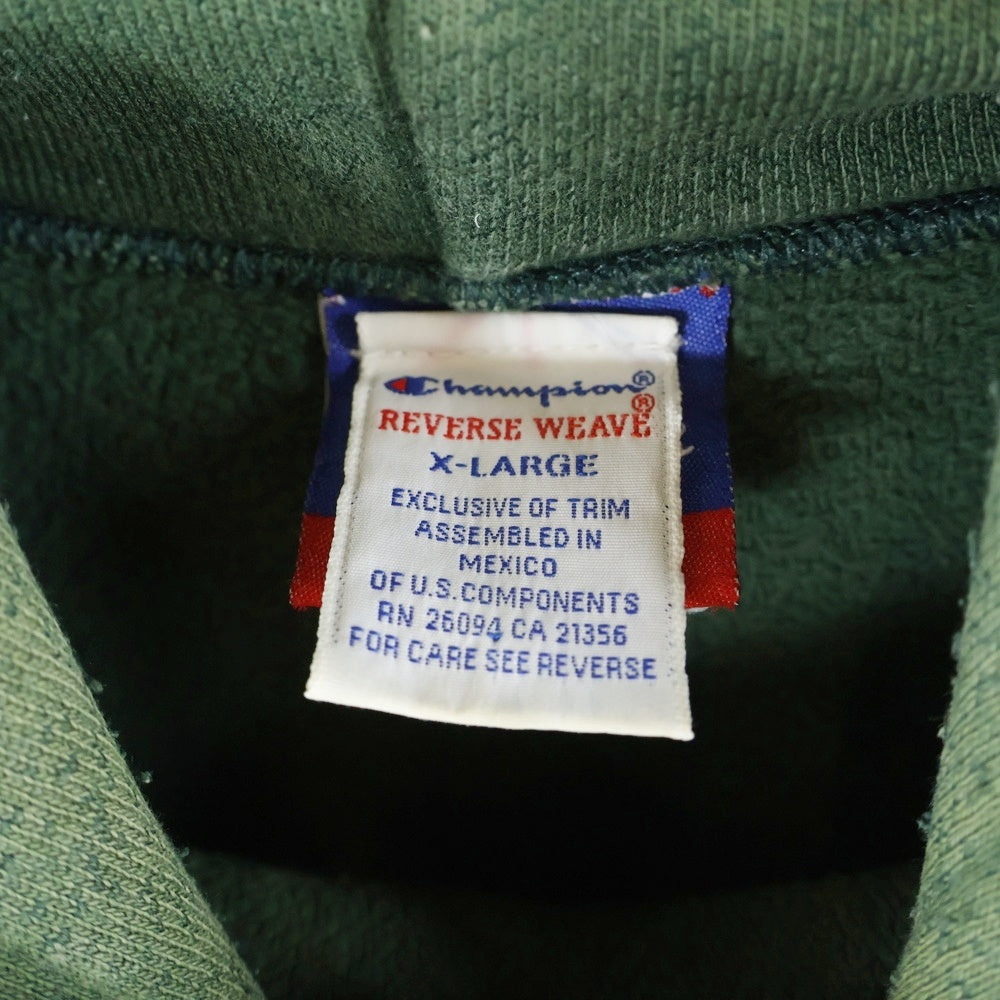 Champion®
REVERSE WEAVE®
X-LARGE
EXCLUSIVE OF TRIM
ASSEMBLED IN
MEXICO
OF U.S. COMPONENTS
RN 26094 CA 21356
FOR CARE SEE REVERSE